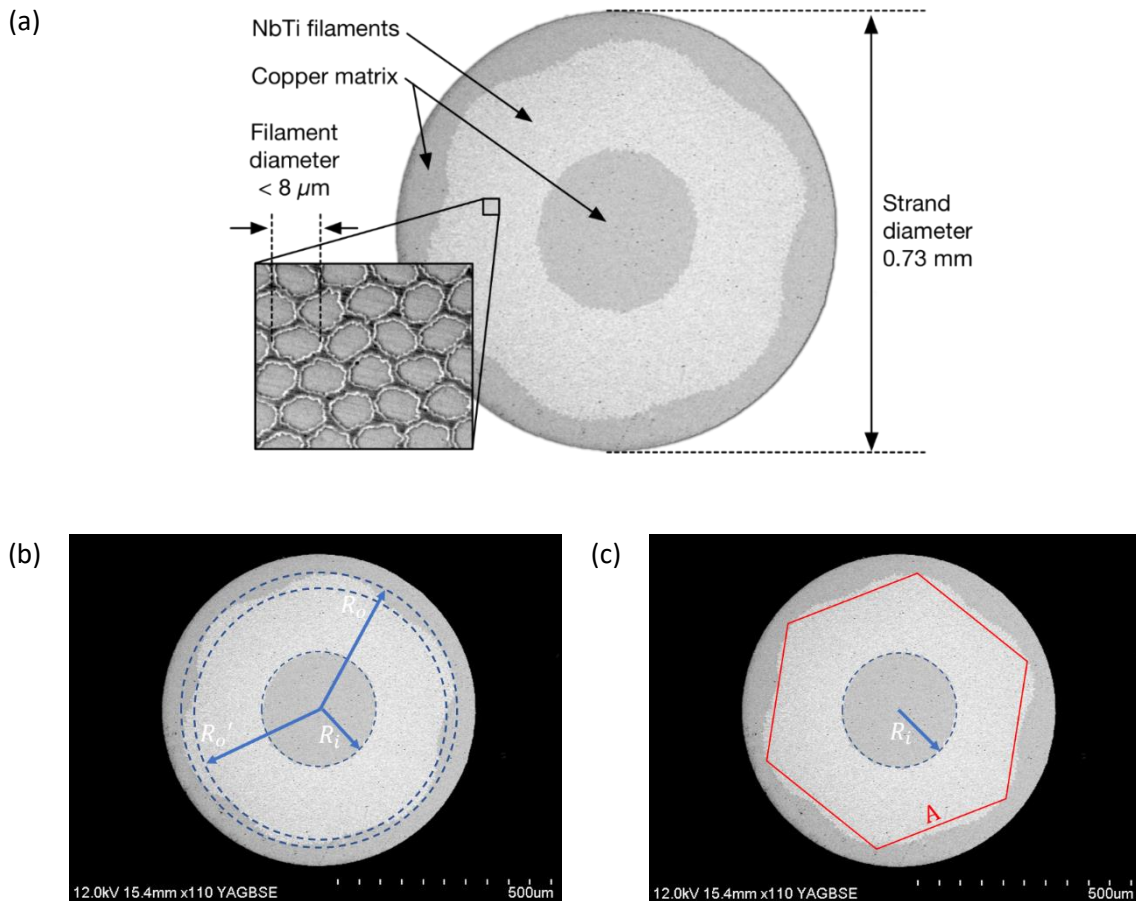 (a)
NbTi filaments
Copper matrix
Filament
diameter
< 8 µm
Strand
diameter
0.73 mm
(b)
R_o
R_o'
R_i
12.0kV 15.4mm x110 YAGBSE
500um
(c)
R_i
A
12.0kV 15.4mm x110 YAGBSE
500um